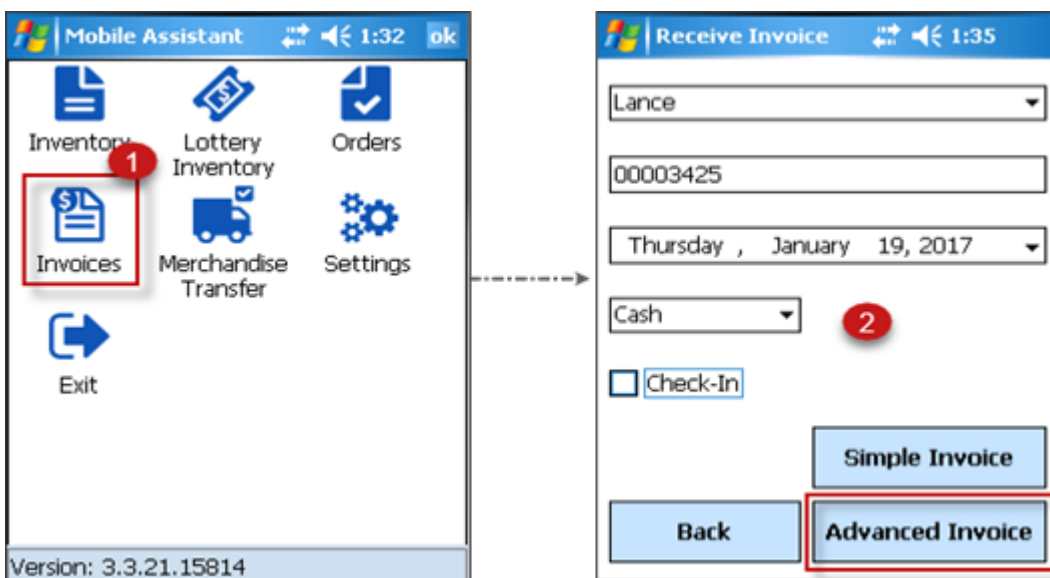 Mobile Assistant 1:32 ok
Inventory
Lottery
Inventory
Orders
1
Invoices
Merchandise
Transfer
Settings
Exit
Version: 3.3.21.15814
Receive Invoice 1:35
Lance
00003425
Thursday , January 19, 2017
Cash
2
Check-In
Simple Invoice
Back
Advanced Invoice